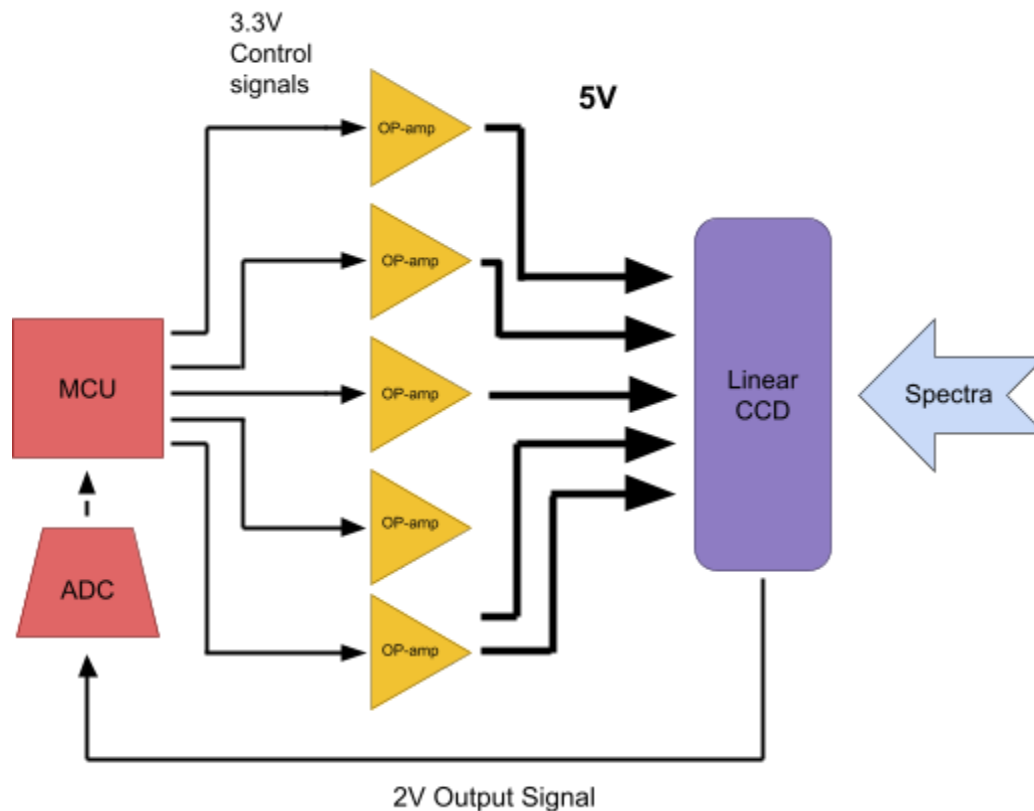 3.3V
Control
signals
5V
OP-amp
OP-amp
OP-amp
OP-amp
OP-amp
MCU
ADC
Linear
CCD
Spectra
2V Output Signal